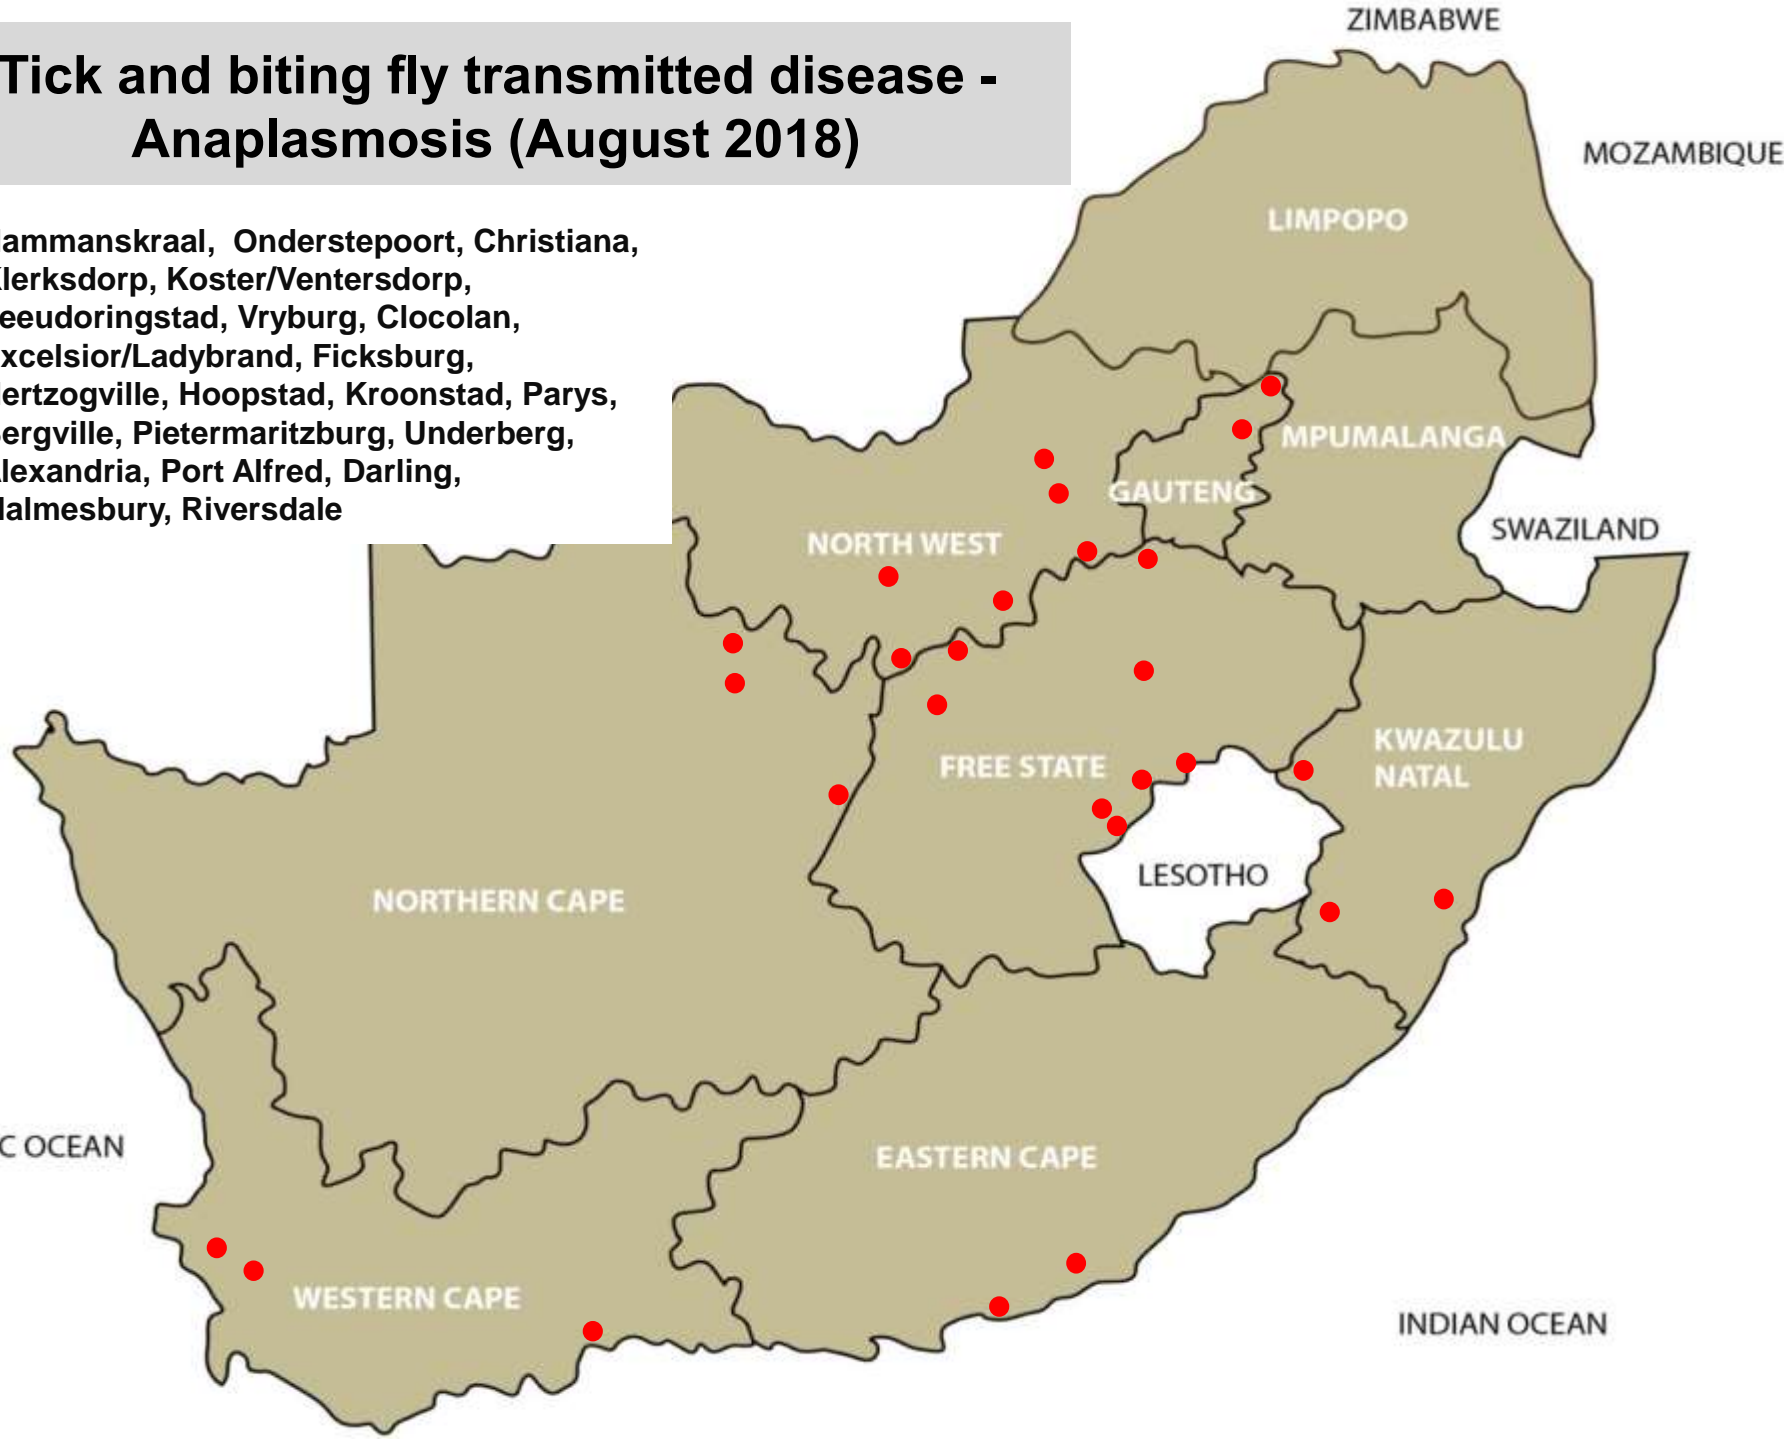 Tick and biting fly transmitted disease -
Anaplasmosis (August 2018)
ammanskraal, Onderstepoort, Christiana,
lerksdorp, Koster/Ventersdorp,
eeudoringstad, Vryburg, Clocolan,
xcelsior/Ladybrand, Ficksburg,
ertzogville, Hoopstad, Kroonstad, Parys,
ergville, Pietermaritzburg, Underberg,
lexandria, Port Alfred, Darling,
almesbury, Riversdale
ZIMBABWE
MOZAMBIQUE
LIMPOPO
MPUMALANGA
GAUTENG
SWAZILAND
NORTH WEST
KWAZULU
NATAL
FREE STATE
LESOTHO
NORTHERN CAPE
C OCEAN
EASTERN CAPE
WESTERN CAPE
INDIAN OCEAN